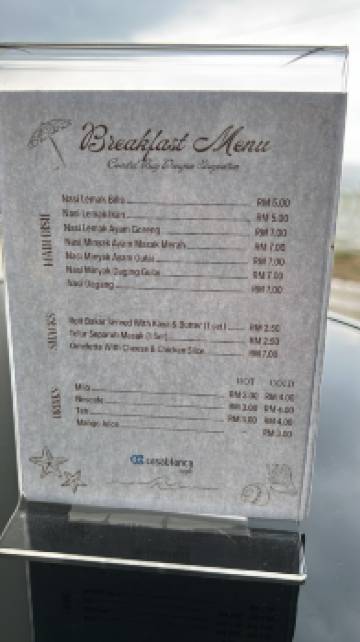 Breakfast Menu
MAIN DISH
Nasi Lemak Bilis RM 5.00
Nasi Lemak Ikan RM 5.00
Nasi Lemak Ayam Goreng RM 7.00
Nasi Minyak Ayam Masak Merah RM 7.00
Nasi Minyak Ayam Gulai RM 7.00
Nasi Minyak Daging Gulai RM 7.00
Nasi Dagang RM 7.00
SNACKS
Roti Bakar Served With Kaya & Butter (1 set) RM 2.50
Telur Separuh Masak (1 Set) RM 2.50
Omelette With Cheese & Chicken Slice RM 7.00
DRINKS
HOT COLD
Milo RM 3.00 RM 4.00
Nescafe RM 3.00 RM 4.00
Teh RM 4.00
Mango Juice - RM 3.00
casablanca